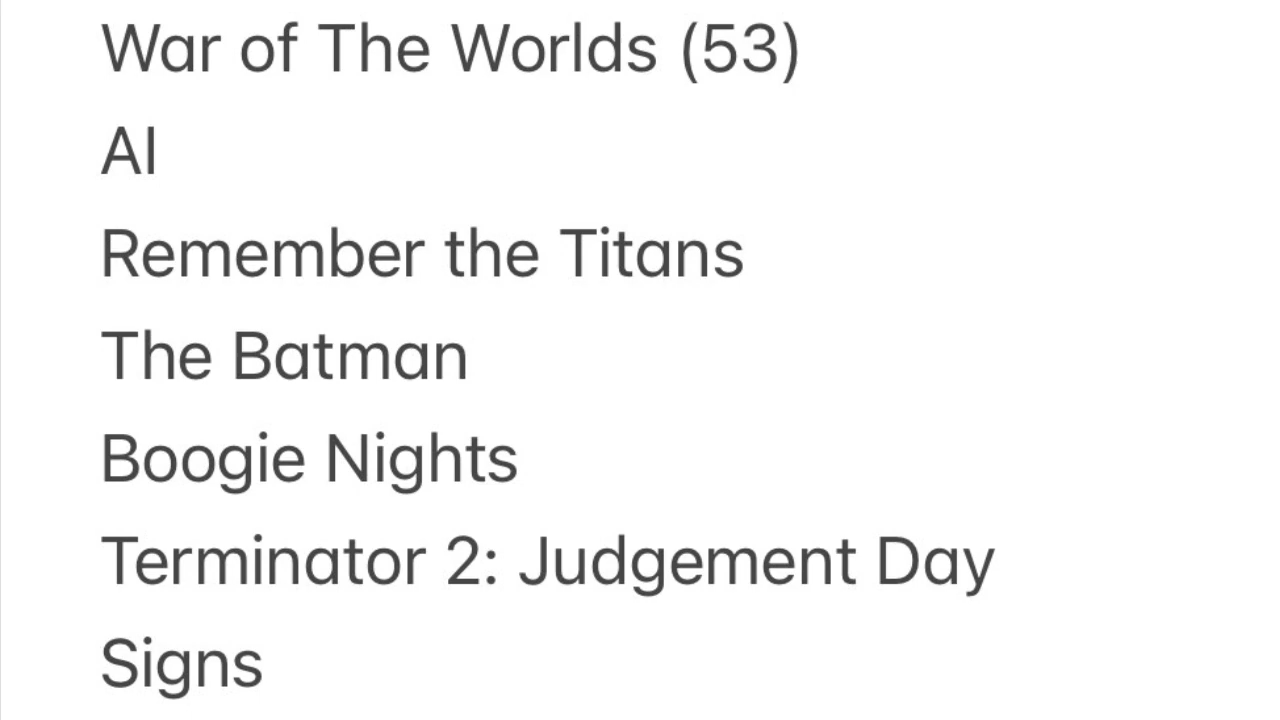 War of The Worlds (53)
AI
Remember the Titans
The Batman
Boogie Nights
Terminator 2: Judgement Day
Signs